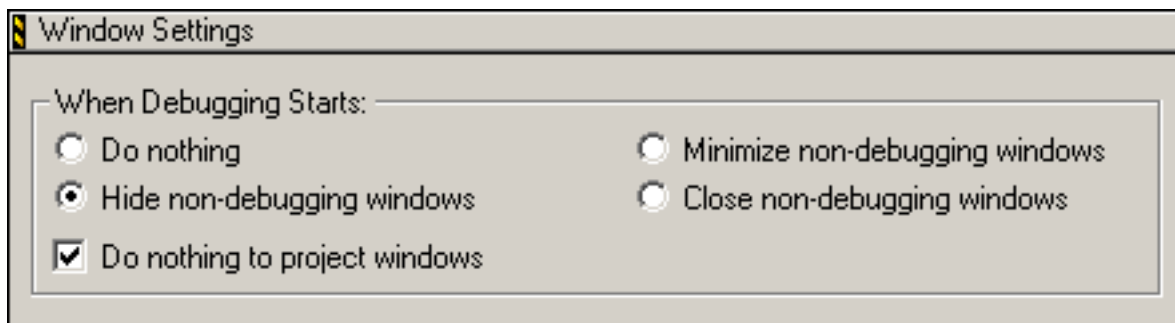 Window Settings
When Debugging Starts:
Do nothing
Minimize non-debugging windows
Hide non-debugging windows
Close non-debugging windows
Do nothing to project windows